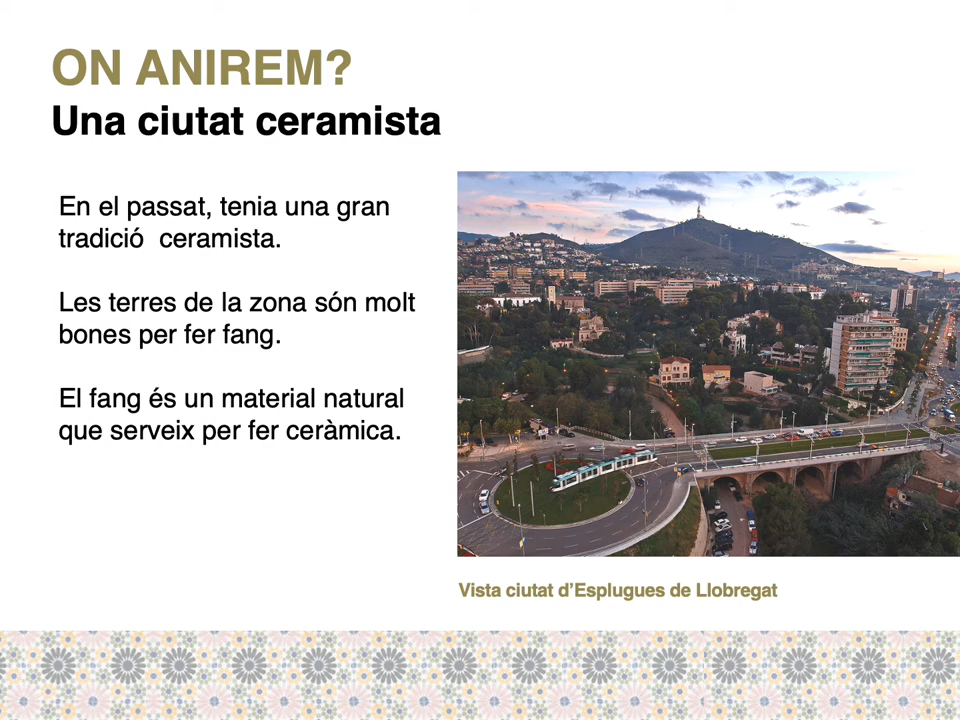 ON ANIREM?
Una ciutat ceramista
En el passat, tenia una gran
tradició  ceramista.
Les terres de la zona són molt
bones per fer fang.
El fang és un material natural
que serveix per fer ceràmica.
Vista ciutat d’Esplugues de Llobregat